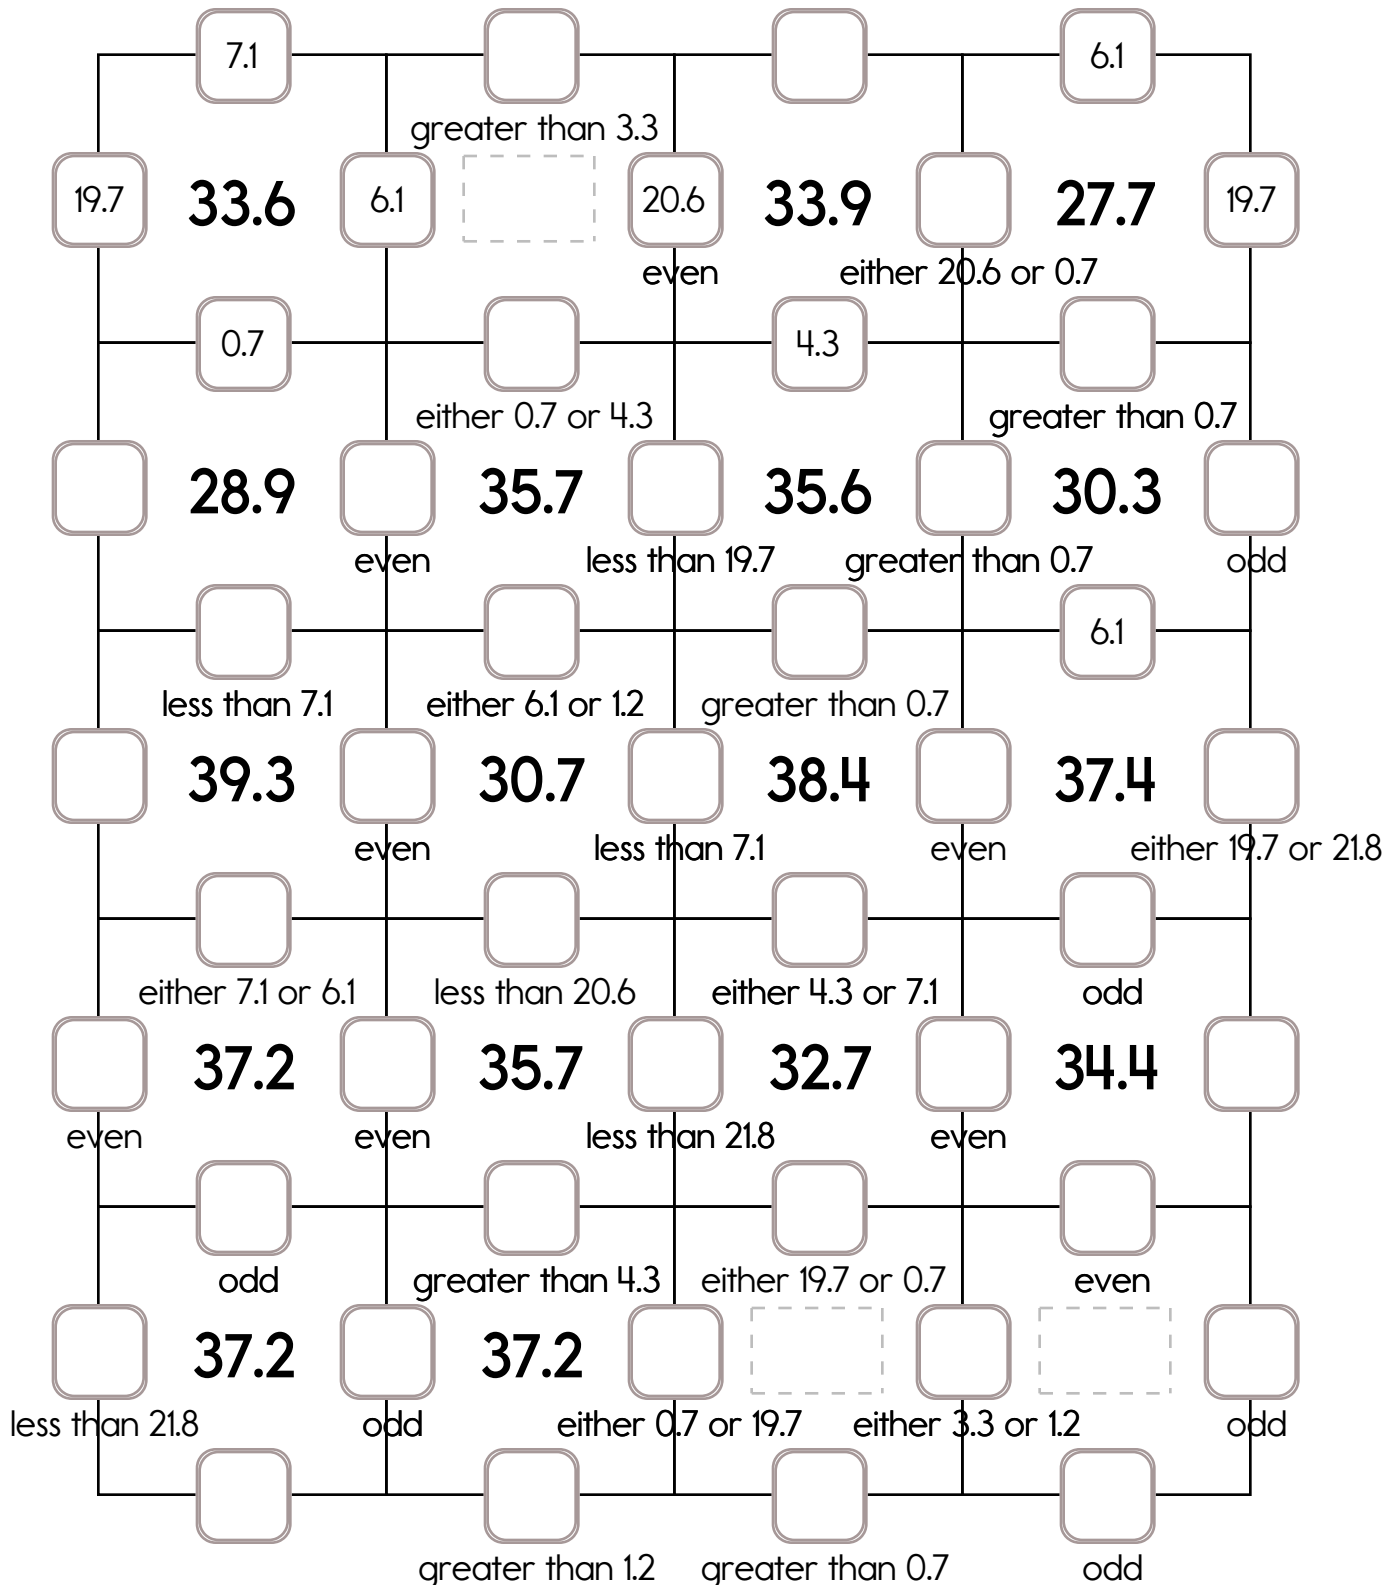 7.1 6.1
greater than 3.3
19.7 33.6 6.1 20.6 33.9 27.7 19.7
even either 20.6 or 0.7
0.7 4.3
either 0.7 or 4.3 greater than 0.7
28.9 35.7 35.6 30.3
even less than 19.7 greater than 0.7 odd
6.1
less than 7.1 either 6.1 or 1.2 greater than 0.7
39.3 30.7 38.4 37.4
even less than 7.1 even either 19.7 or 21.8
either 7.1 or 6.1 less than 20.6 either 4.3 or 7.1 odd
37.2 35.7 32.7 34.4
even even less than 21.8 even
odd greater than 4.3 either 19.7 or 0.7 even
37.2 37.2
less than 21.8 odd either 0.7 or 19.7 either 3.3 or 1.2 odd
greater than 1.2 greater than 0.7 odd